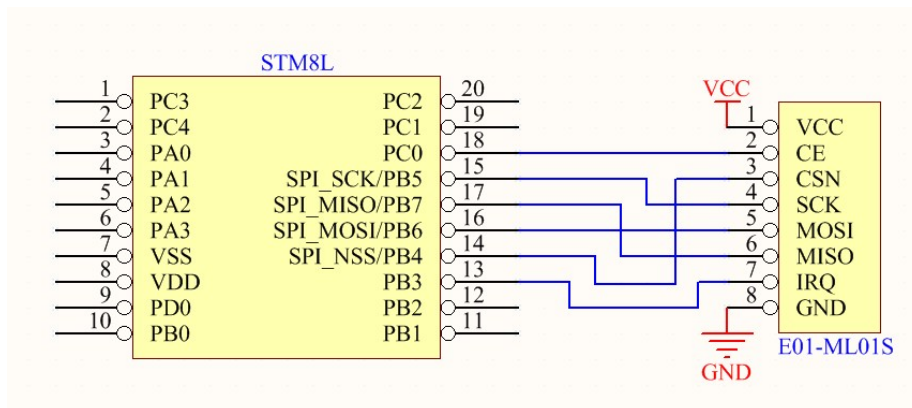 STM8L
1 PC3 PC2 20
2 PC4 PC1 19
3 PA0 PC0 18
4 PA1 SPI_SCK/PB5 15
5 PA2 SPI_MISO/PB7 17
6 PA3 SPI_MOSI/PB6 16
7 VSS SPI_NSS/PB4 14
8 VDD PB3 13
9 PD0 PB2 12
10 PB0 PB1 11
VCC
1 VCC
2 CE
3 CSN
4 SCK
5 MOSI
6 MISO
7 IRQ
8 GND
E01-ML01S
GND